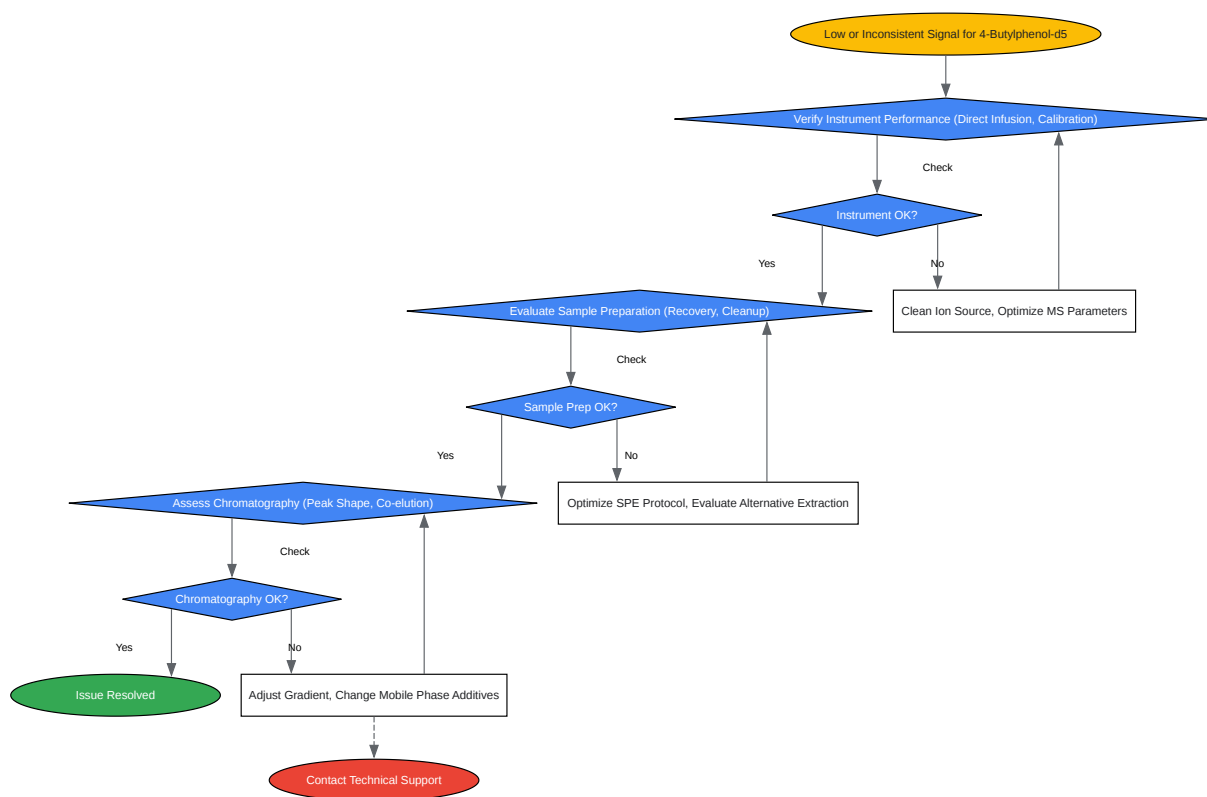 Low or Inconsistent Signal for 4-Butylphenol-d5
Verify Instrument Performance (Direct Infusion, Calibration)
Check
Instrument OK?
Yes
No
Evaluate Sample Preparation (Recovery, Cleanup)
Clean Ion Source, Optimize MS Parameters
Check
Sample Prep OK?
Yes
No
Assess Chromatography (Peak Shape, Co-elution)
Optimize SPE Protocol, Evaluate Alternative Extraction
Check
Chromatography OK?
Yes
No
Issue Resolved
Adjust Gradient, Change Mobile Phase Additives
Contact Technical Support